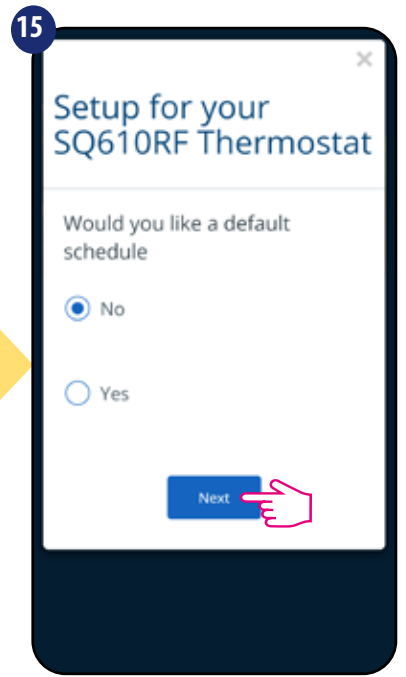 15
×
Setup for your
SQ610RF Thermostat
Would you like a default
schedule
No
Yes
Next